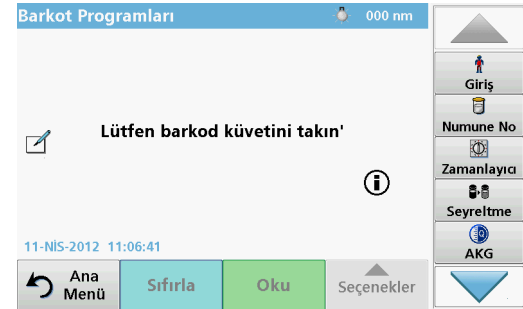 Barkot Programları
000 nm
Lütfen barkod küvetini takın'
11-NİS-2012 11:06:41
Ana
Menü
Sıfırla
Oku
Seçenekler
Giriş
Numune No
Zamanlayıcı
Seyreltme
AKG